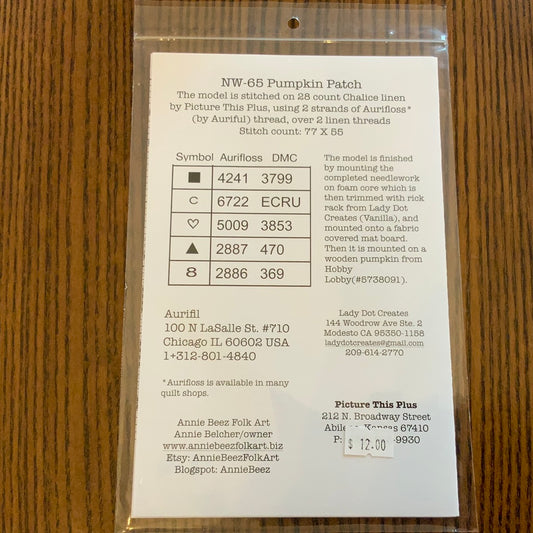 NW-65 Pumpkin Patch
The model is stitched on 28 count Chalice linen
by Picture This Plus, using 2 strands of Aurifloss*
(by Auriful) thread, over 2 linen threads
Stitch count: 77 X 55
Symbol Aurifloss DMC
■ 4241 3799
C 6722 ECRU
♡ 5009 3853
▲ 2887 470
8 2886 369
The model is finished
by mounting the
completed needlework
on foam core which is
then trimmed with rick
rack from Lady Dot
Creates (Vanilla), and
mounted onto a fabric
covered mat board.
Then it is mounted on a
wooden pumpkin from
Hobby
Lobby(#5738091).
Aurifil
100 N LaSalle St. #710
Chicago IL 60602 USA
1+312-801-4840
*Aurifloss is available in many
quilt shops.
Annie Beez Folk Art
Annie Belcher/owner
www.anniebeezfolkart.biz
Etsy: AnnieBeezFolkArt
Blogspot: AnnieBeez
Lady Dot Creates
144 Woodrow Ave Ste. 2
Modesto CA 95350-1158
ladydotcreates@gmail.com
209-614-2770
Picture This Plus
212 N. Broadway Street
Kansas 67410
-9930
$ 12.00